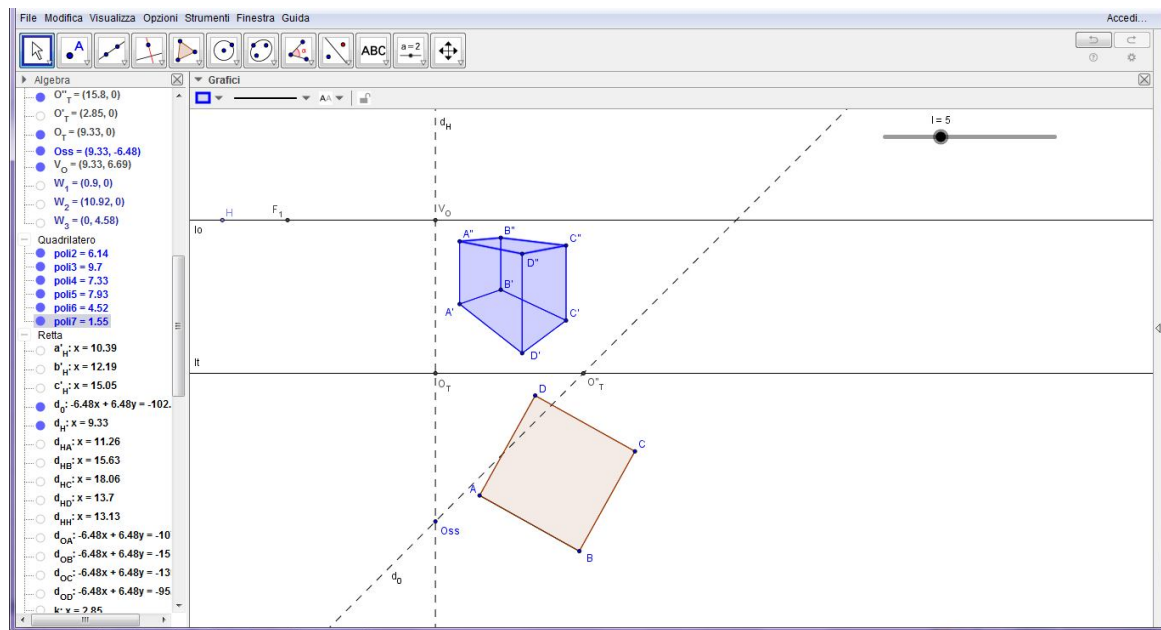 File Modifica Visualizza Opzioni Strumenti Finestra Guida Accedi...
A ABC a=2
Algebra
Grafici
AA
O"T = (15.8, 0)
O'T = (2.85, 0)
OT = (9.33, 0)
Oss = (9.33, -6.48)
VO = (9.33, 6.69)
W1 = (0.9, 0)
W2 = (10.92, 0)
W3 = (0, 4.58)
Quadrilatero
poli2 = 6.14
poli3 = 9.7
poli4 = 7.33
poli5 = 7.93
poli6 = 4.52
poli7 = 1.55
Retta
a'H: x = 10.39
b'H: x = 12.19
c'H: x = 15.05
d0: -6.48x + 6.48y = -102.
dH: x = 9.33
dHA: x = 11.26
dHB: x = 15.63
dHC: x = 18.06
dHD: x = 13.7
dHH: x = 13.13
dOA: -6.48x + 6.48y = -10
dOB: -6.48x + 6.48y = -15
dOC: -6.48x + 6.48y = -13
dOD: -6.48x + 6.48y = -95
k: x = 2.85
dH
l = 5
H F1 VO
lo
A" B" C"
D"
B'
A' C'
D'
lt
OT O"T
D
C
A
Oss
B
d0